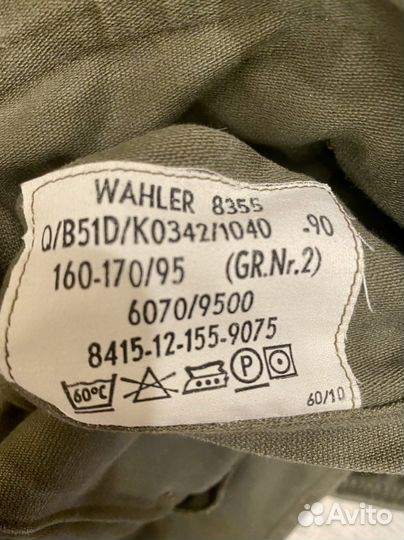 WAHLER 8355
Q/B51D/K0342/1040 -90
160-170/95 (GR.Nr.2)
6070/9500
8415-12-155-9075
60°C P
60/10
Avito